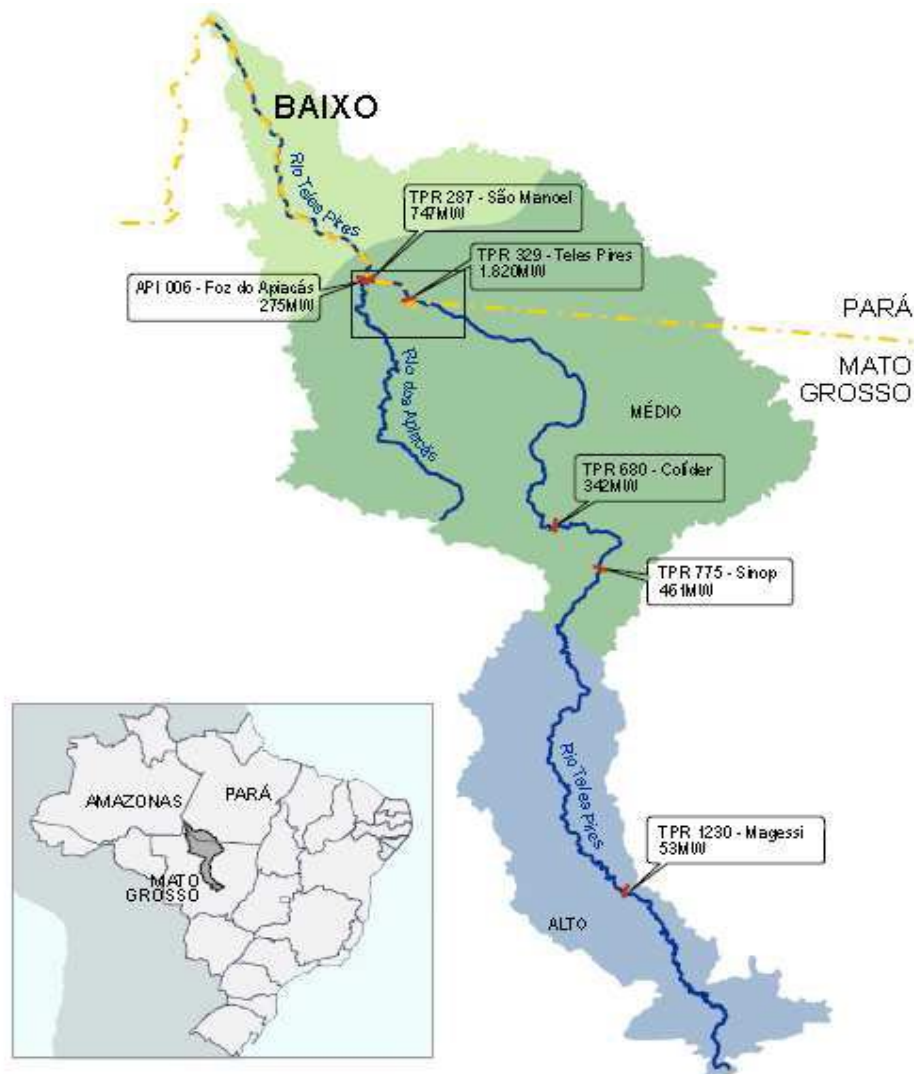 BAIXO
Rio Teles Pires
TPR 287 - São Manoel
747MW
TPR 329 - Teles Pires
1.820MW
API 006 - Foz do Apiacás
275MW
PARÁ
MATO
GROSSO
Rio dos Apiacás
MÉDIO
TPR 680 - Colíder
342MW
TPR 775 - Sinop
461MW
Rio Teles Pires
TPR 1230 - Magessi
53MW
ALTO
AMAZONAS
PARÁ
MATO
GROSSO